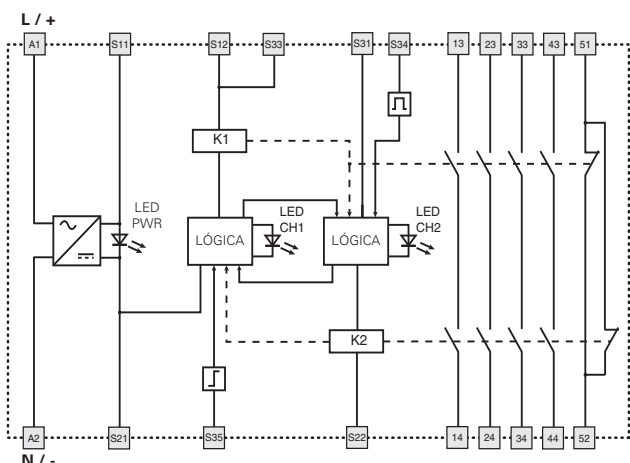 L / +
A1 S11 S12 S33 S31 S34 13 23 33 43 51
K1
LED
PWR
LÓGICA
LED
CH1
LÓGICA
LED
CH2
K2
A2 S21 S35 S22 14 24 34 44 52
N / -